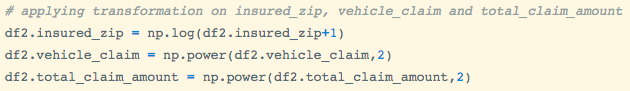 # applying transformation on insured_zip, vehicle_claim and total_claim_amount
df2.insured_zip = np.log(df2.insured_zip+1)
df2.vehicle_claim = np.power(df2.vehicle_claim,2)
df2.total_claim_amount = np.power(df2.total_claim_amount,2)